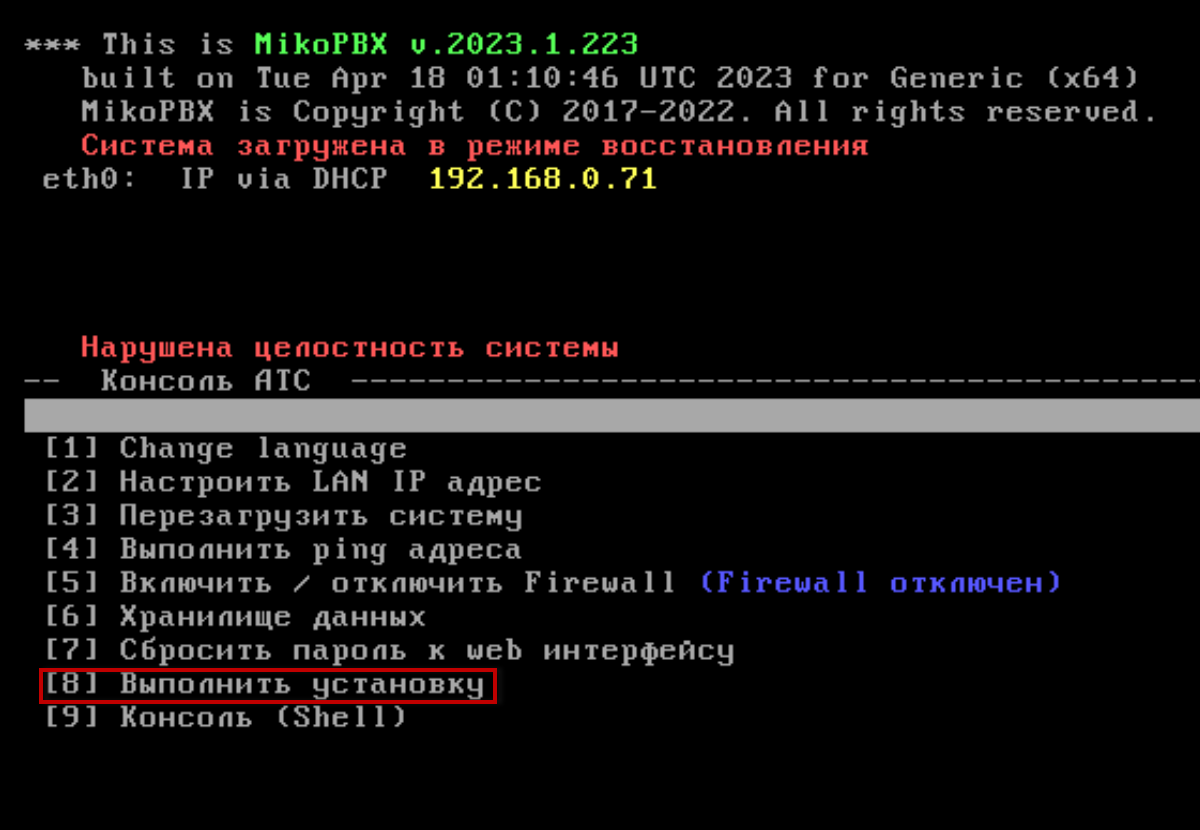 *** This is MikoPBX v.2023.1.223
built on Tue Apr 18 01:10:46 UTC 2023 for Generic (x64)
MikoPBX is Copyright (C) 2017-2022. All rights reserved.
Система загружена в режиме восстановления
eth0: IP via DHCP 192.168.0.71
Нарушена целостность системы
-- Консоль АТС --------------------------------------------
[1] Change language
[2] Настроить LAN IP адрес
[3] Перезагрузить систему
[4] Выполнить ping адреса
[5] Включить / отключить Firewall (Firewall отключен)
[6] Хранилище данных
[7] Сбросить пароль к web интерфейсу
[8] Выполнить установку
[9] Консоль (Shell)